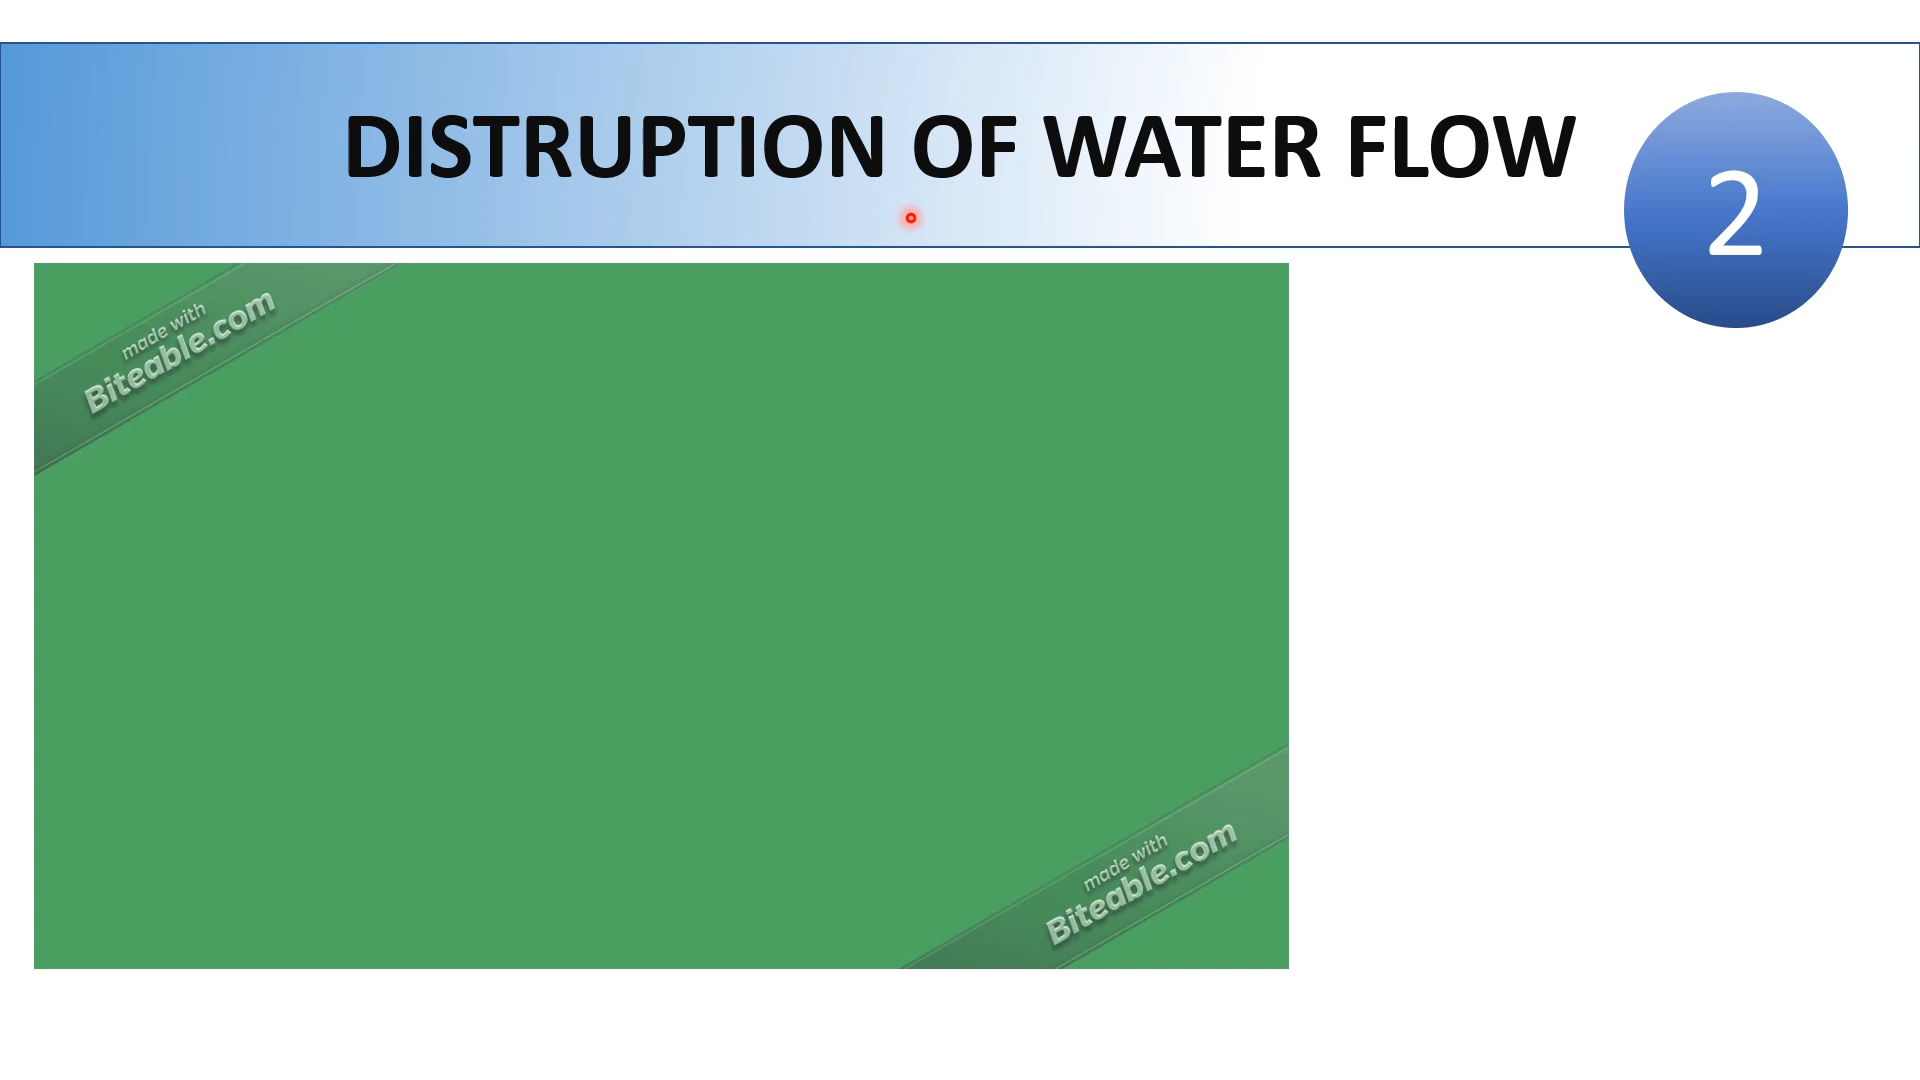 DISTRUPTION OF WATER FLOW
2
made with
Biteable.com
made with
Biteable.com